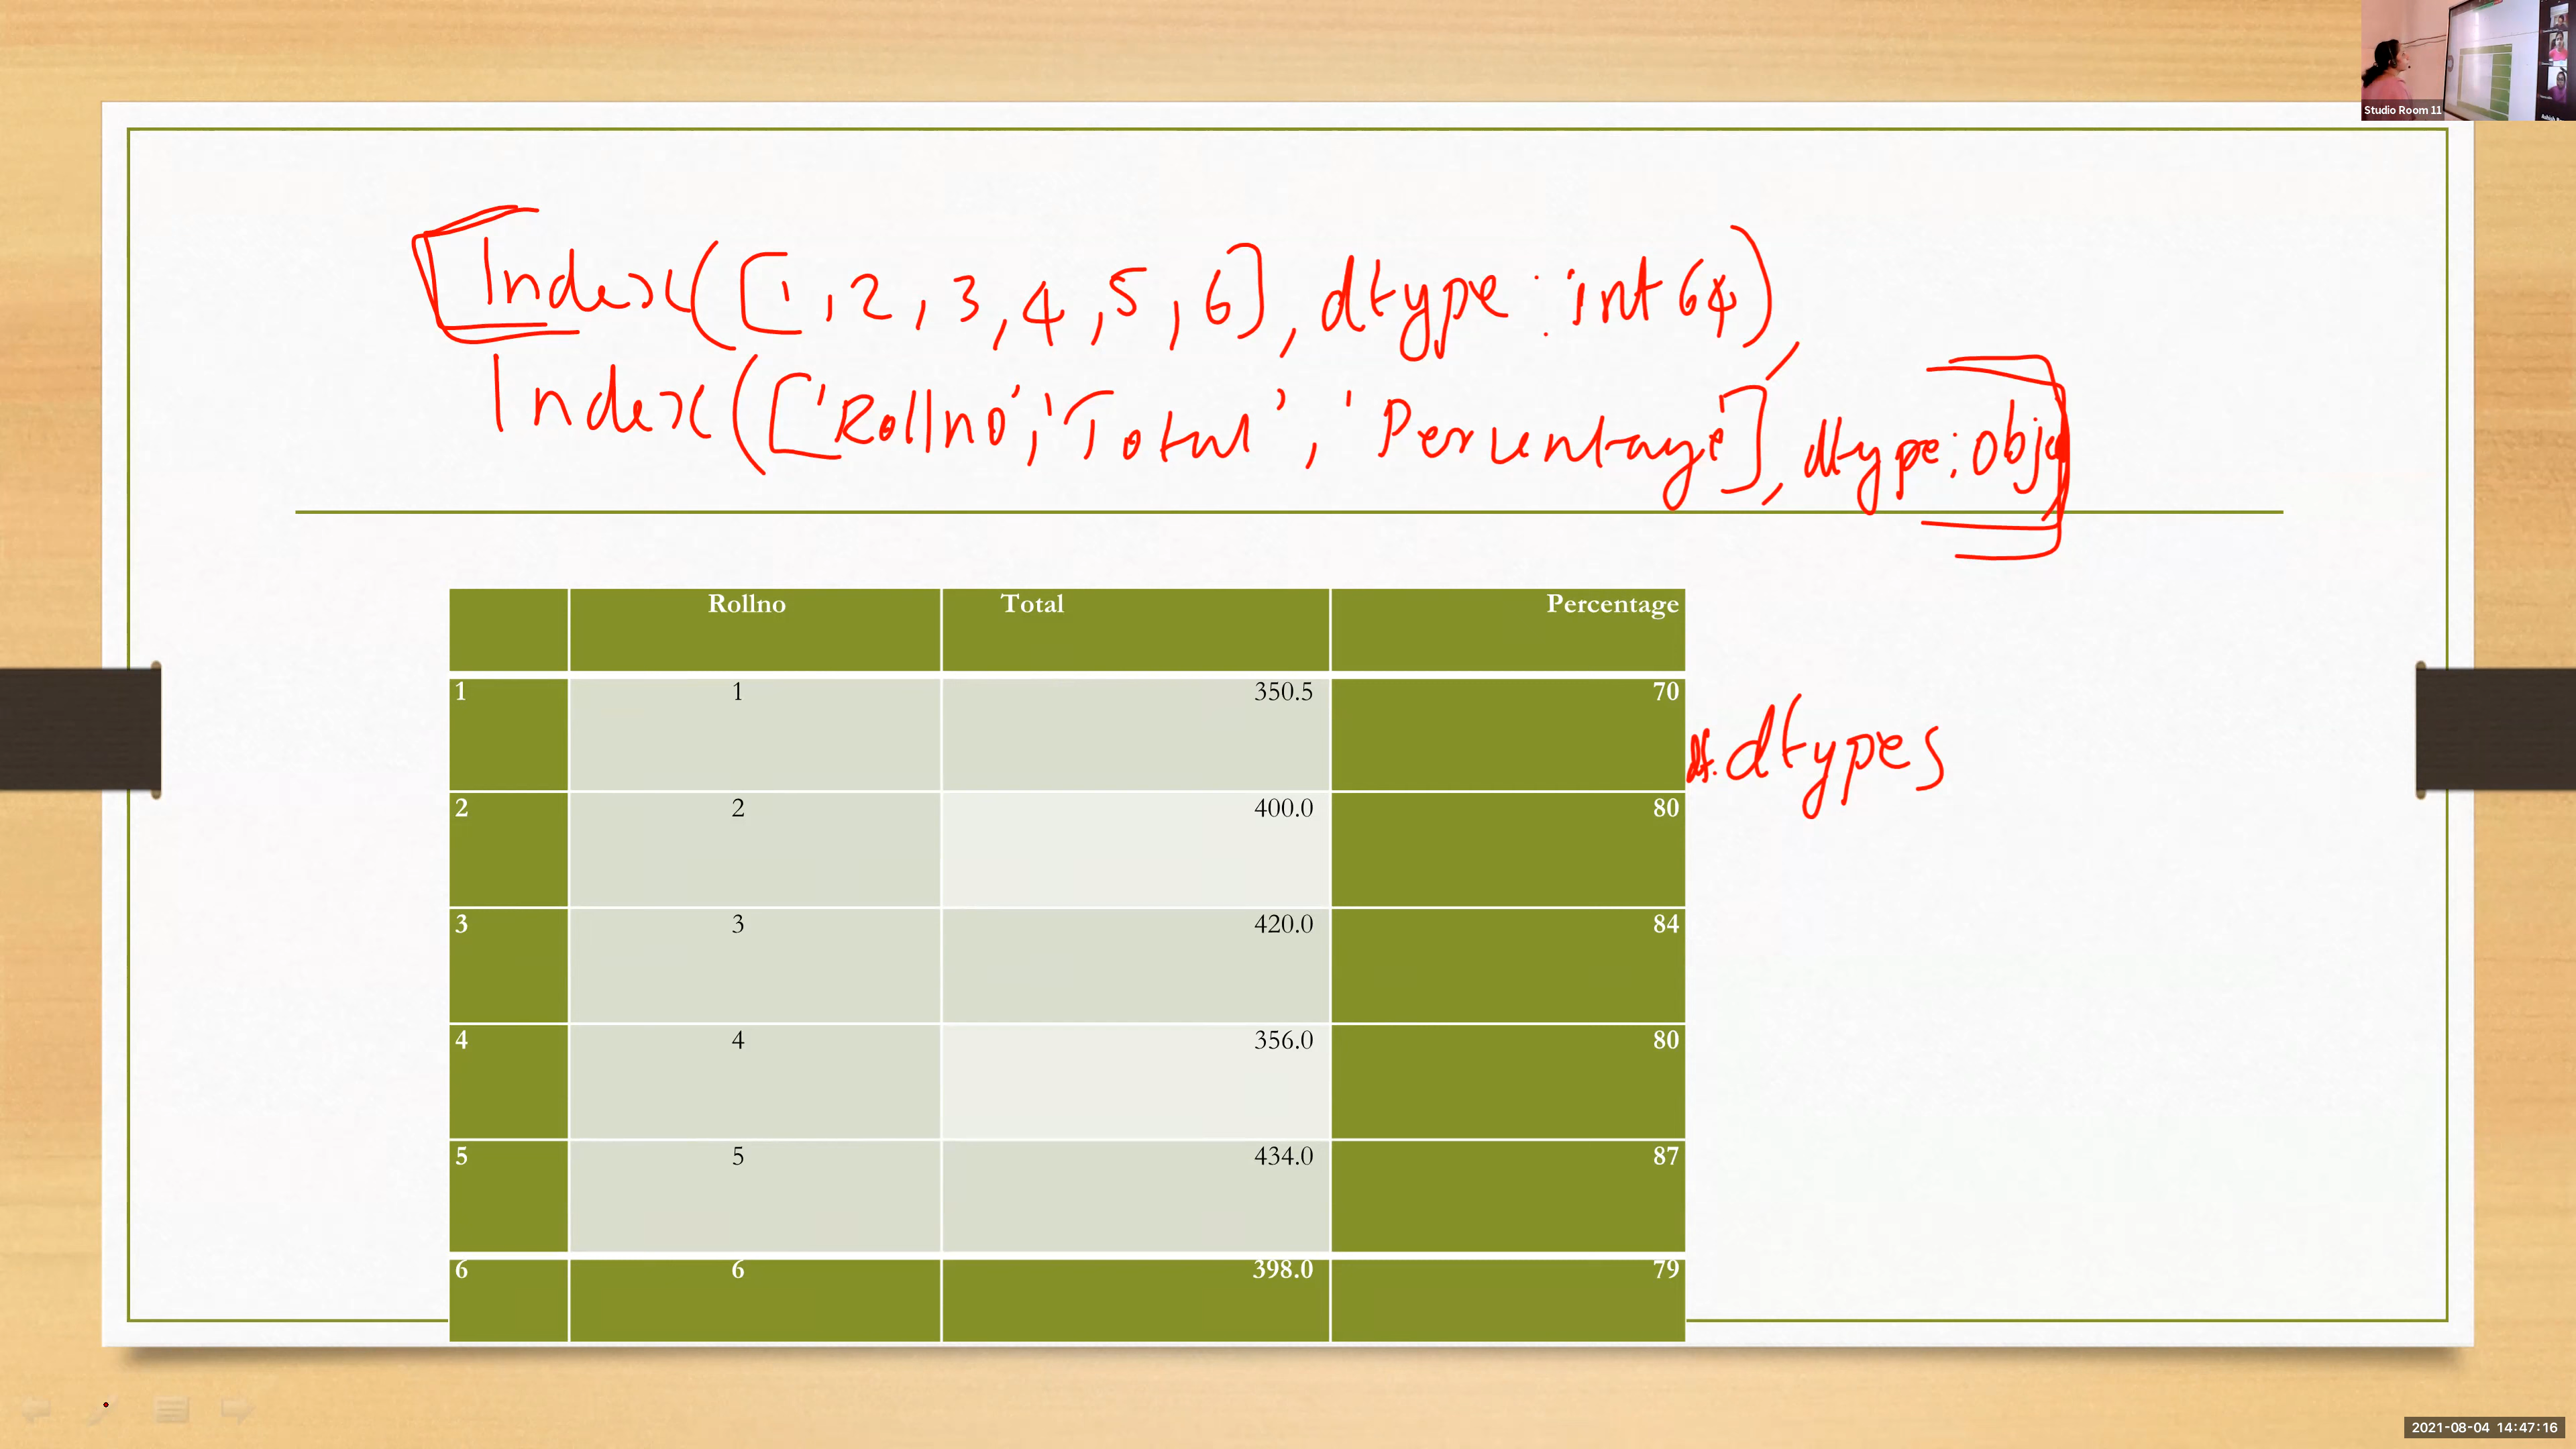 Studio Room 11
[Index([1, 2, 3, 4, 5, 6], dtype: int64),
Index(['Rollno', 'Total', 'Percentage'], dtype: obj
Rollno Total Percentage
1 1 350.5 70
df.dtypes
2 2 400.0 80
3 3 420.0 84
4 4 356.0 80
5 5 434.0 87
6 6 398.0 79
2021-08-04 14:47:16